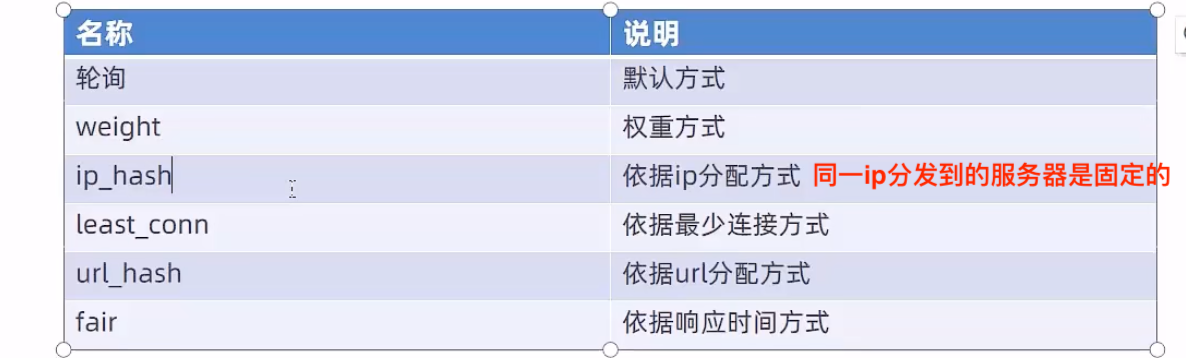 名称 说明
轮询 默认方式
weight 权重方式
ip_hash 依据ip分配方式 同一ip分发到的服务器是固定的
least_conn 依据最少连接方式
url_hash 依据url分配方式
fair 依据响应时间方式